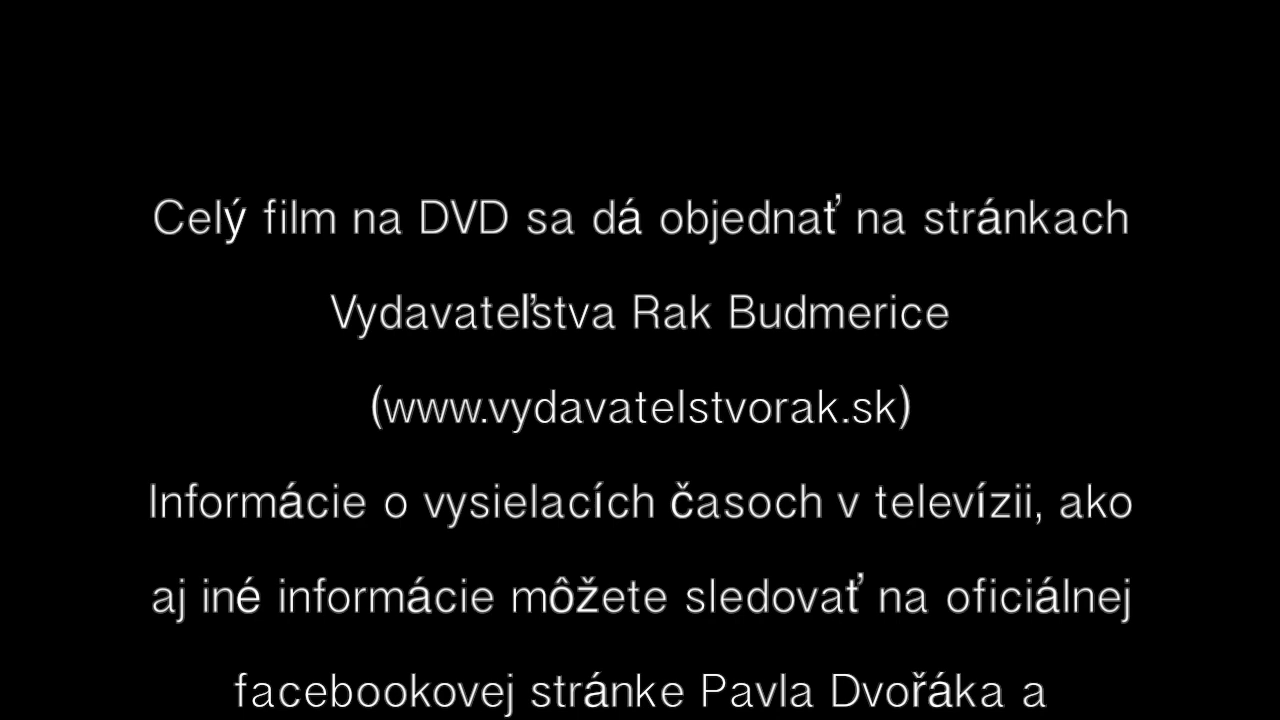 Celý film na DVD sa dá objednať na stránkach
Vydavateľstva Rak Budmerice
(www.vydavatelstvorak.sk)
Informácie o vysielacích časoch v televízii, ako
aj iné informácie môžete sledovať na oficiálnej
facebookovej stránke Pavla Dvořáka a